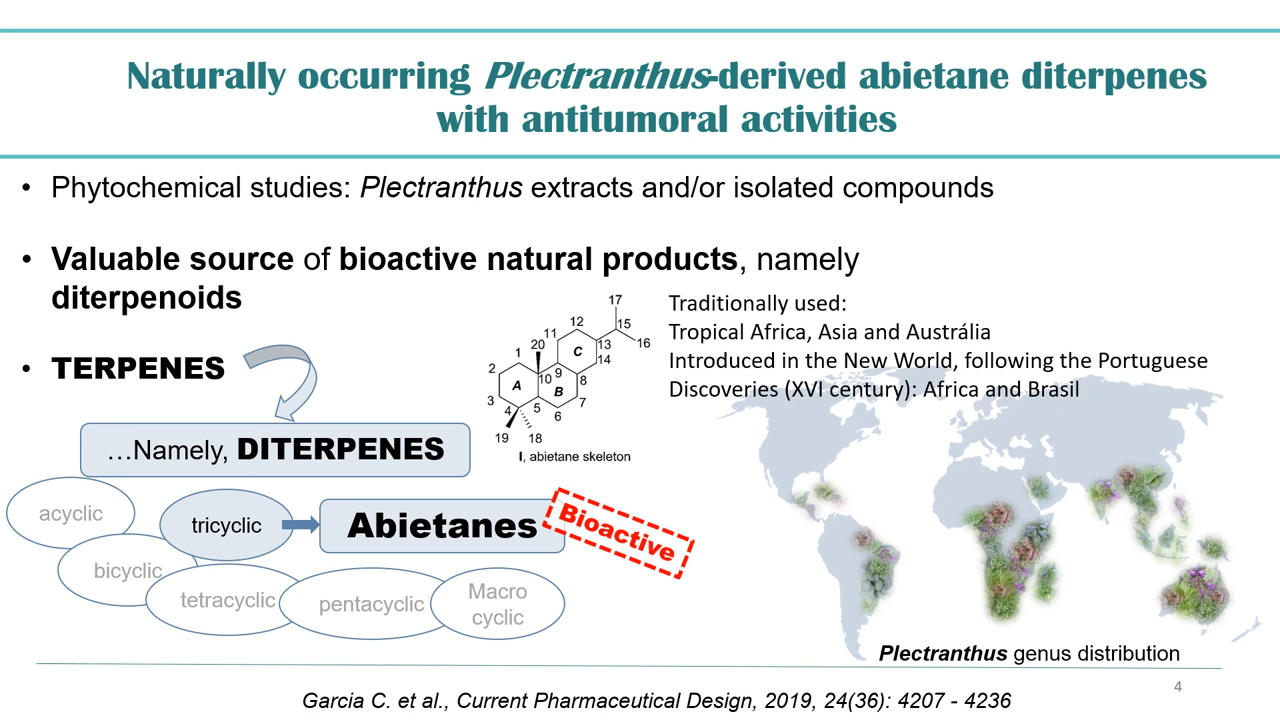 Naturally occurring Plectranthus-derived abietane diterpenes
with antitumoral activities
• Phytochemical studies: Plectranthus extracts and/or isolated compounds
• Valuable source of bioactive natural products, namely
diterpenoids
• TERPENES
…Namely, DITERPENES
acyclic
bicyclic
tricyclic
tetracyclic
pentacyclic
Macro
cyclic
Abietanes
Bioactive
17
12
15
11
16
20
13
1
C
14
2
9
10
8
A
B
3
5
7
4
6
19
18
I, abietane skeleton
Traditionally used:
Tropical Africa, Asia and Austrália
Introduced in the New World, following the Portuguese
Discoveries (XVI century): Africa and Brasil
Plectranthus genus distribution
4
Garcia C. et al., Current Pharmaceutical Design, 2019, 24(36): 4207 - 4236